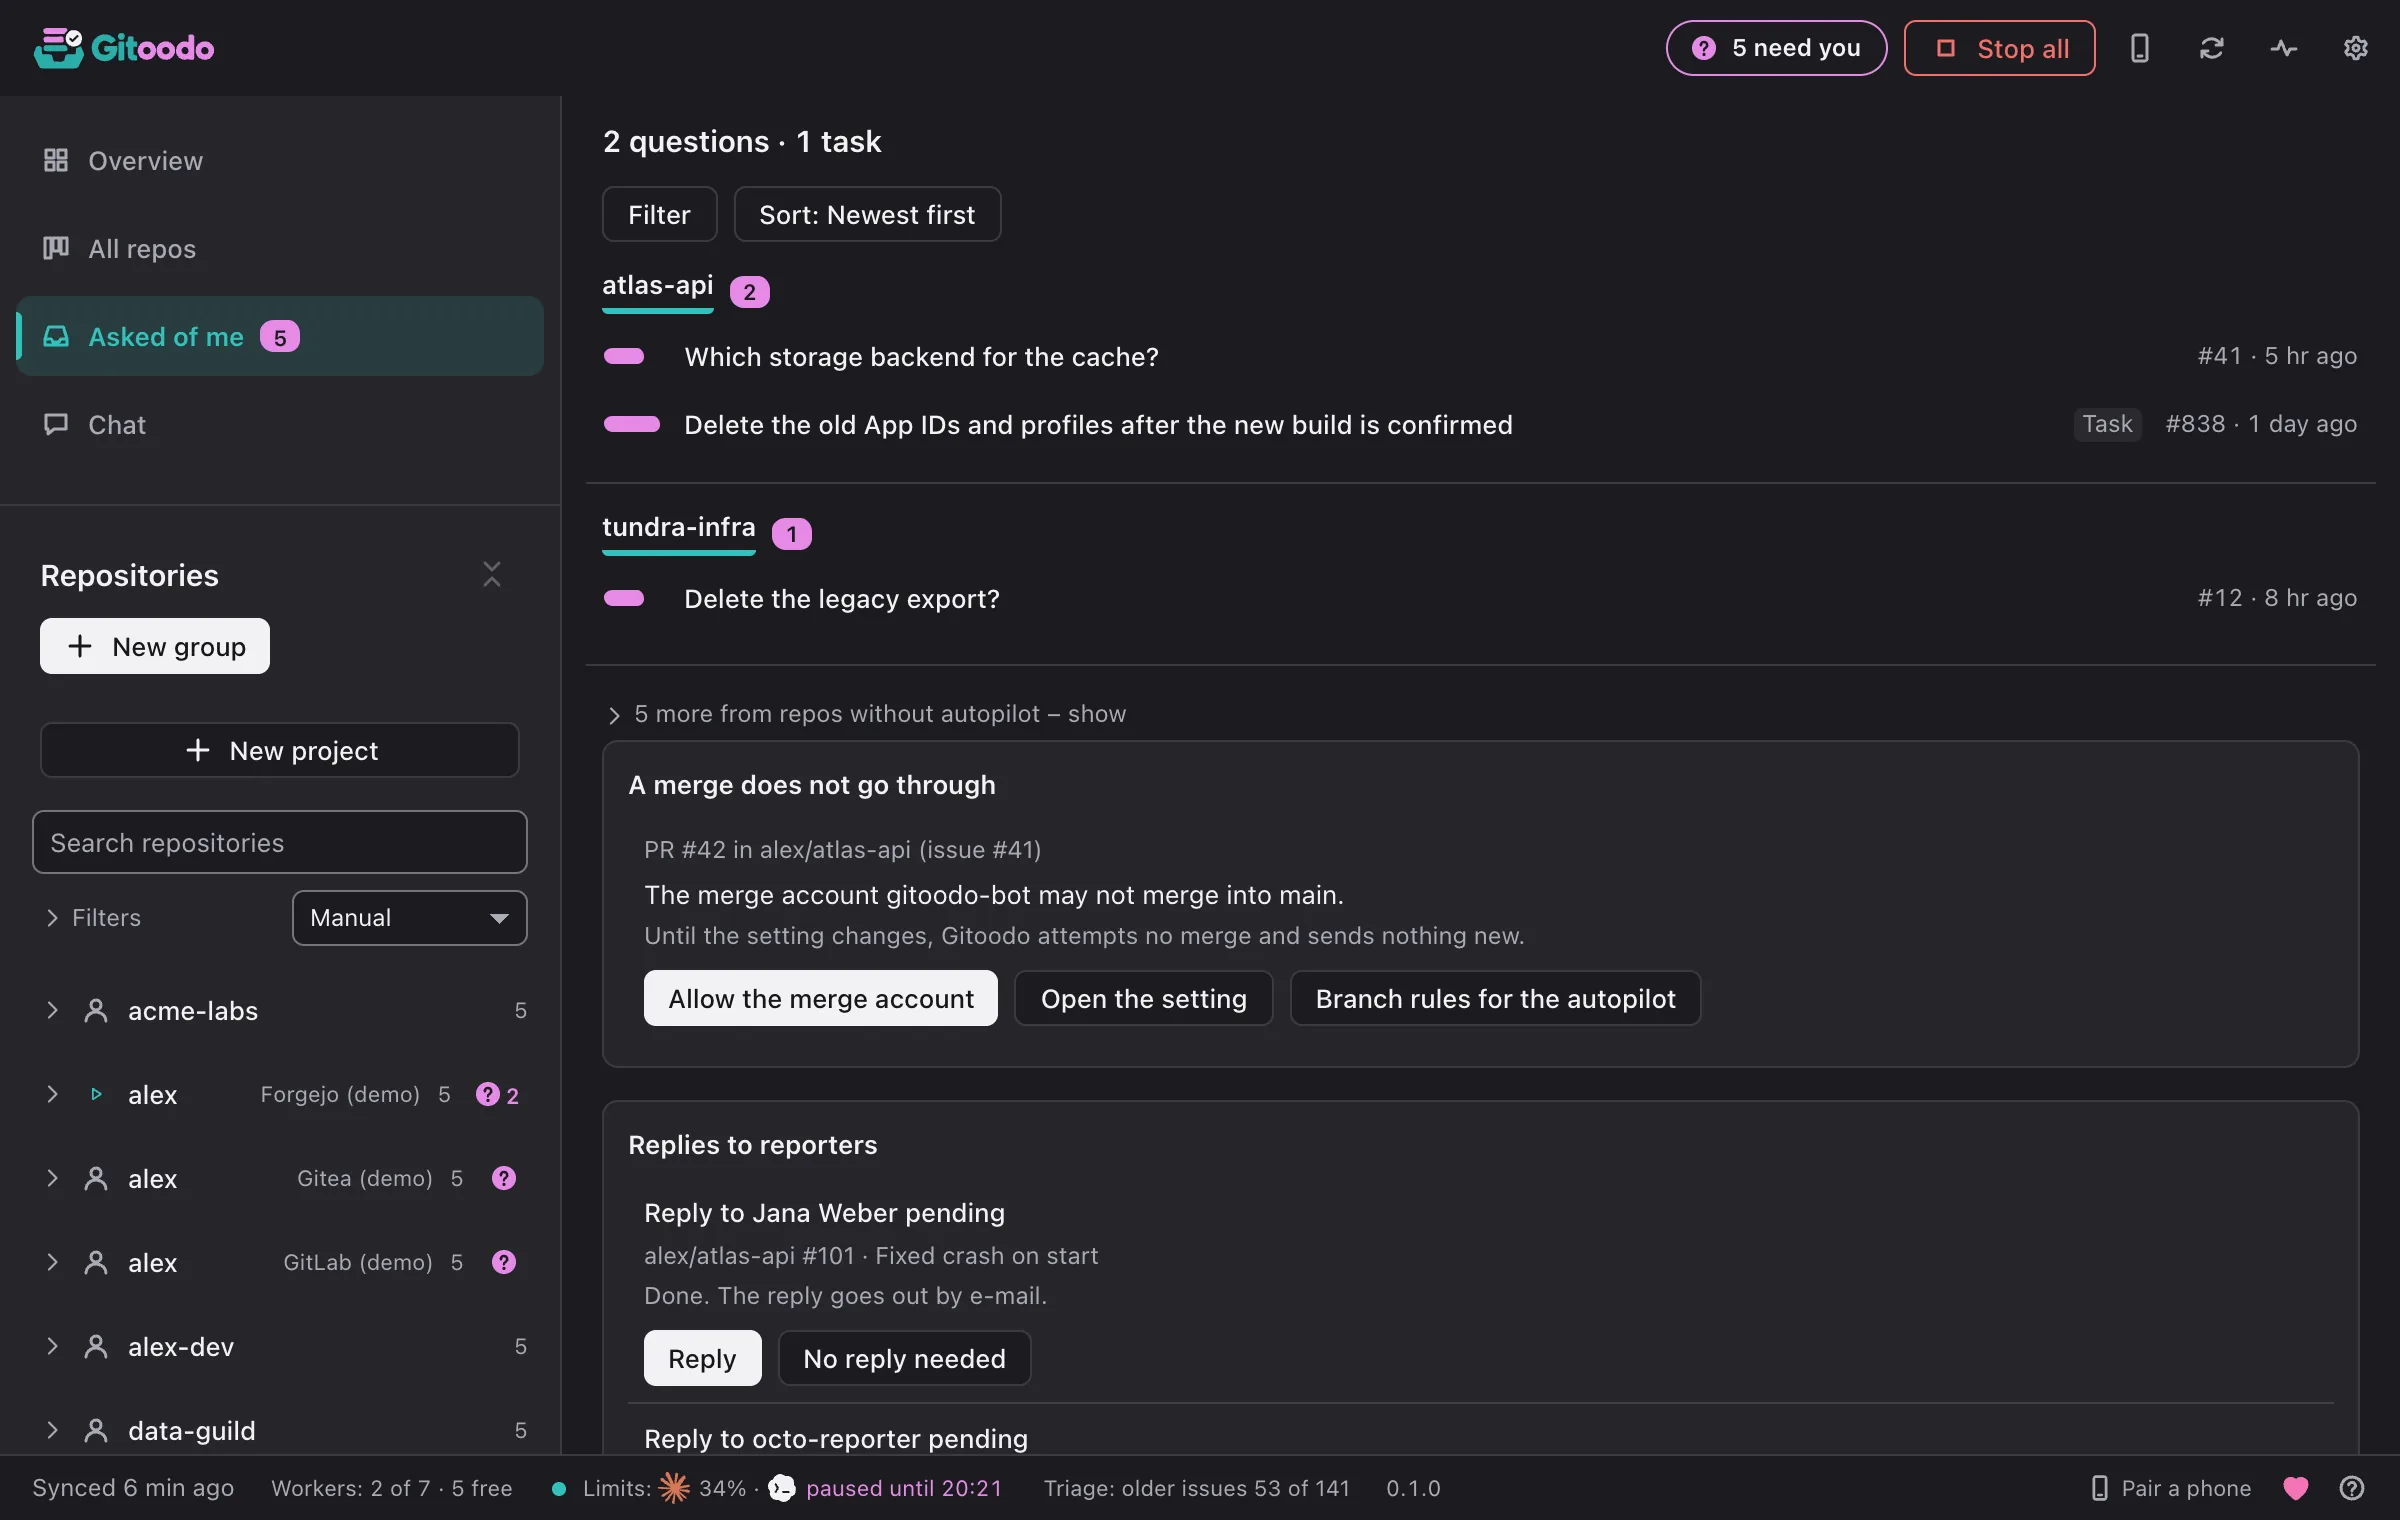 Gitoodo
5 need you
Stop all
Overview
All repos
Asked of me 5
Chat
Repositories
New group
New project
Search repositories
Filters
Manual
acme-labs 5
alex Forgejo (demo) 5 ? 2
alex Gitea (demo) 5 ?
alex GitLab (demo) 5 ?
alex-dev 5
data-guild 5
2 questions · 1 task
Filter
Sort: Newest first
atlas-api 2
Which storage backend for the cache? #41 · 5 hr ago
Delete the old App IDs and profiles after the new build is confirmed Task #838 · 1 day ago
tundra-infra 1
Delete the legacy export? #12 · 8 hr ago
5 more from repos without autopilot – show
A merge does not go through
PR #42 in alex/atlas-api (issue #41)
The merge account gitoodo-bot may not merge into main.
Until the setting changes, Gitoodo attempts no merge and sends nothing new.
Allow the merge account
Open the setting
Branch rules for the autopilot
Replies to reporters
Reply to Jana Weber pending
alex/atlas-api #101 · Fixed crash on start
Done. The reply goes out by e-mail.
Reply
No reply needed
Reply to octo-reporter pending
Synced 6 min ago Workers: 2 of 7 · 5 free Limits: 34% · paused until 20:21 Triage: older issues 53 of 141 0.1.0 Pair a phone